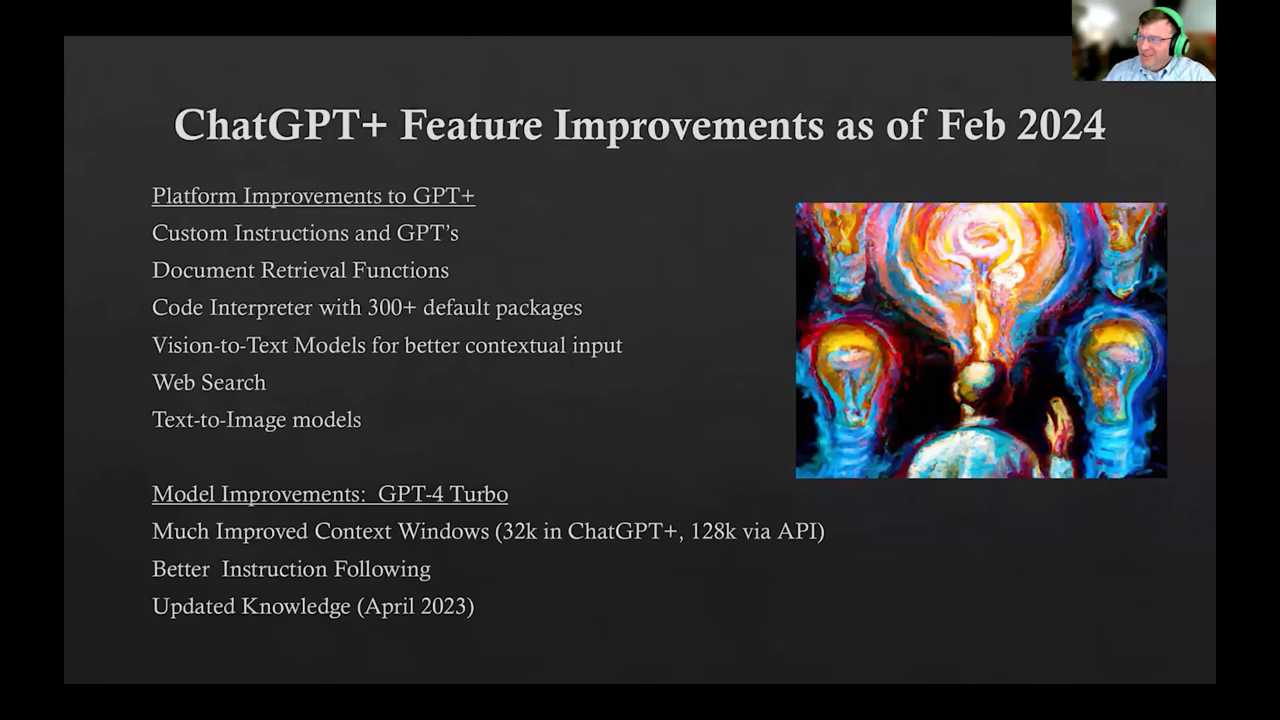 ChatGPT+ Feature Improvements as of Feb 2024
Platform Improvements to GPT+
Custom Instructions and GPT’s
Document Retrieval Functions
Code Interpreter with 300+ default packages
Vision-to-Text Models for better contextual input
Web Search
Text-to-Image models
Model Improvements:  GPT-4 Turbo
Much Improved Context Windows (32k in ChatGPT+, 128k via API)
Better  Instruction Following
Updated Knowledge (April 2023)